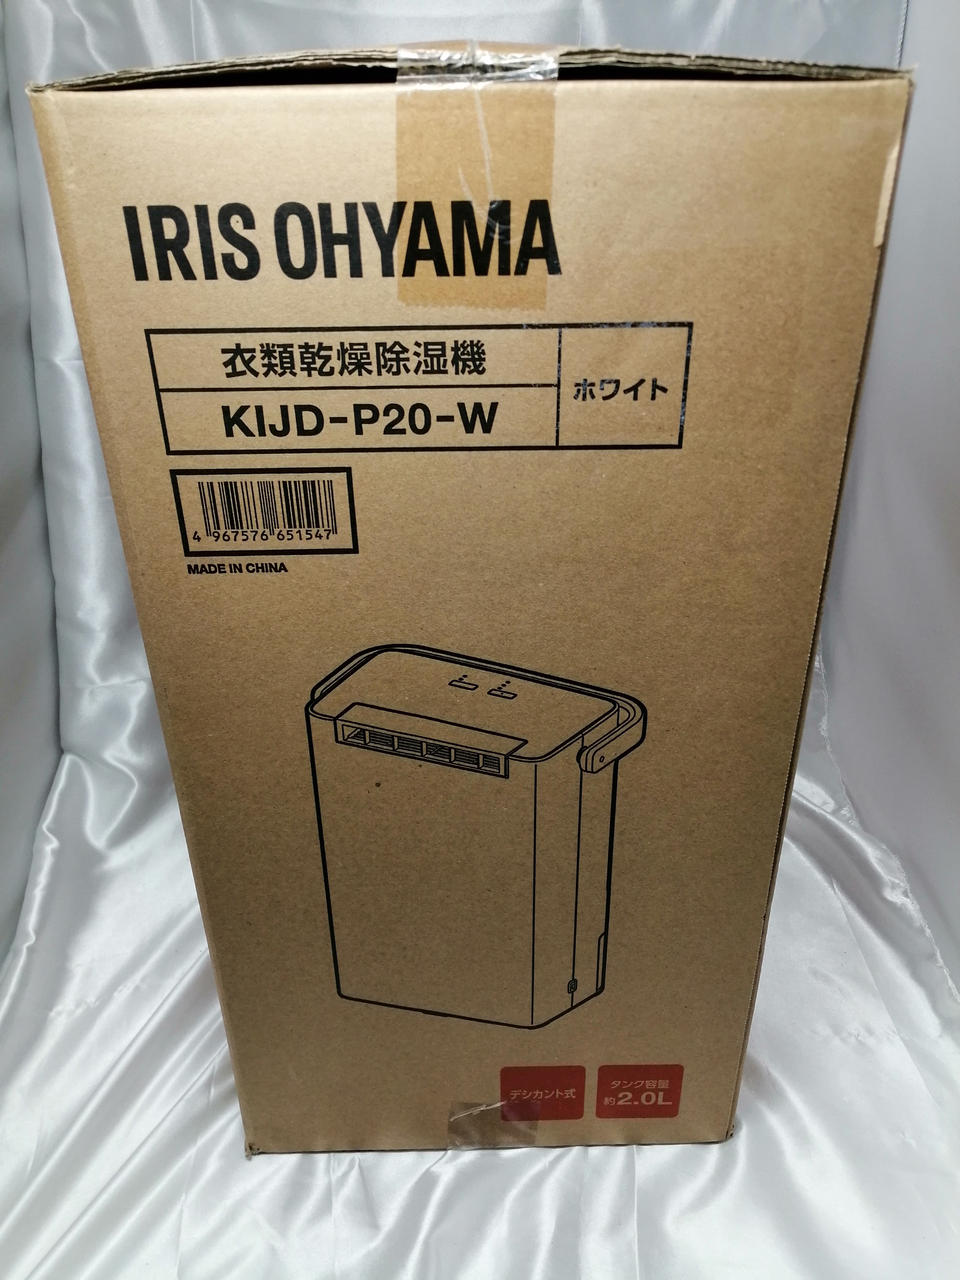 IRIS OHYAMA
衣類乾燥除湿機
KIJD-P20-W
ホワイト
4 967576 651547
MADE IN CHINA
デシカント式
タンク容量
約2.0L